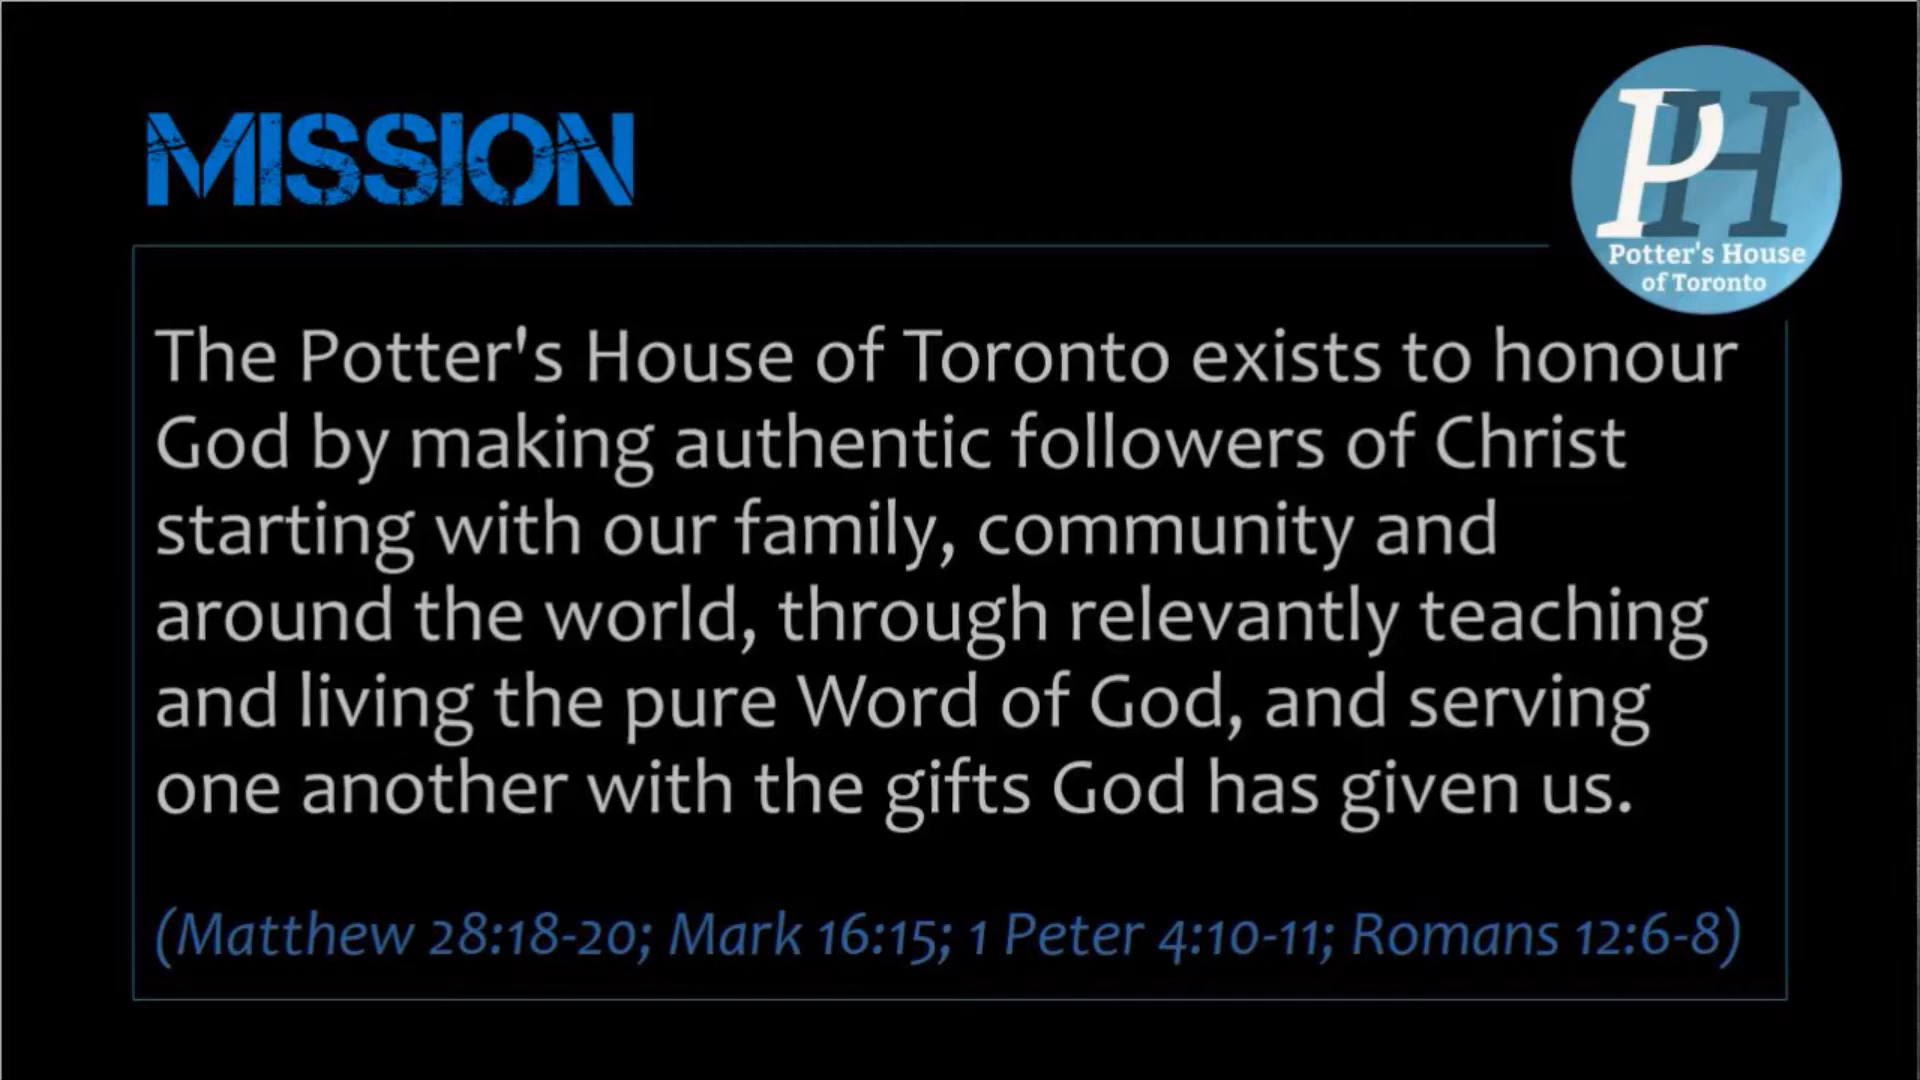 MISSION
PH
Potter's House
of Toronto
The Potter's House of Toronto exists to honour
God by making authentic followers of Christ
starting with our family, community and
around the world, through relevantly teaching
and living the pure Word of God, and serving
one another with the gifts God has given us.
(Matthew 28:18-20; Mark 16:15; 1 Peter 4:10-11; Romans 12:6-8)